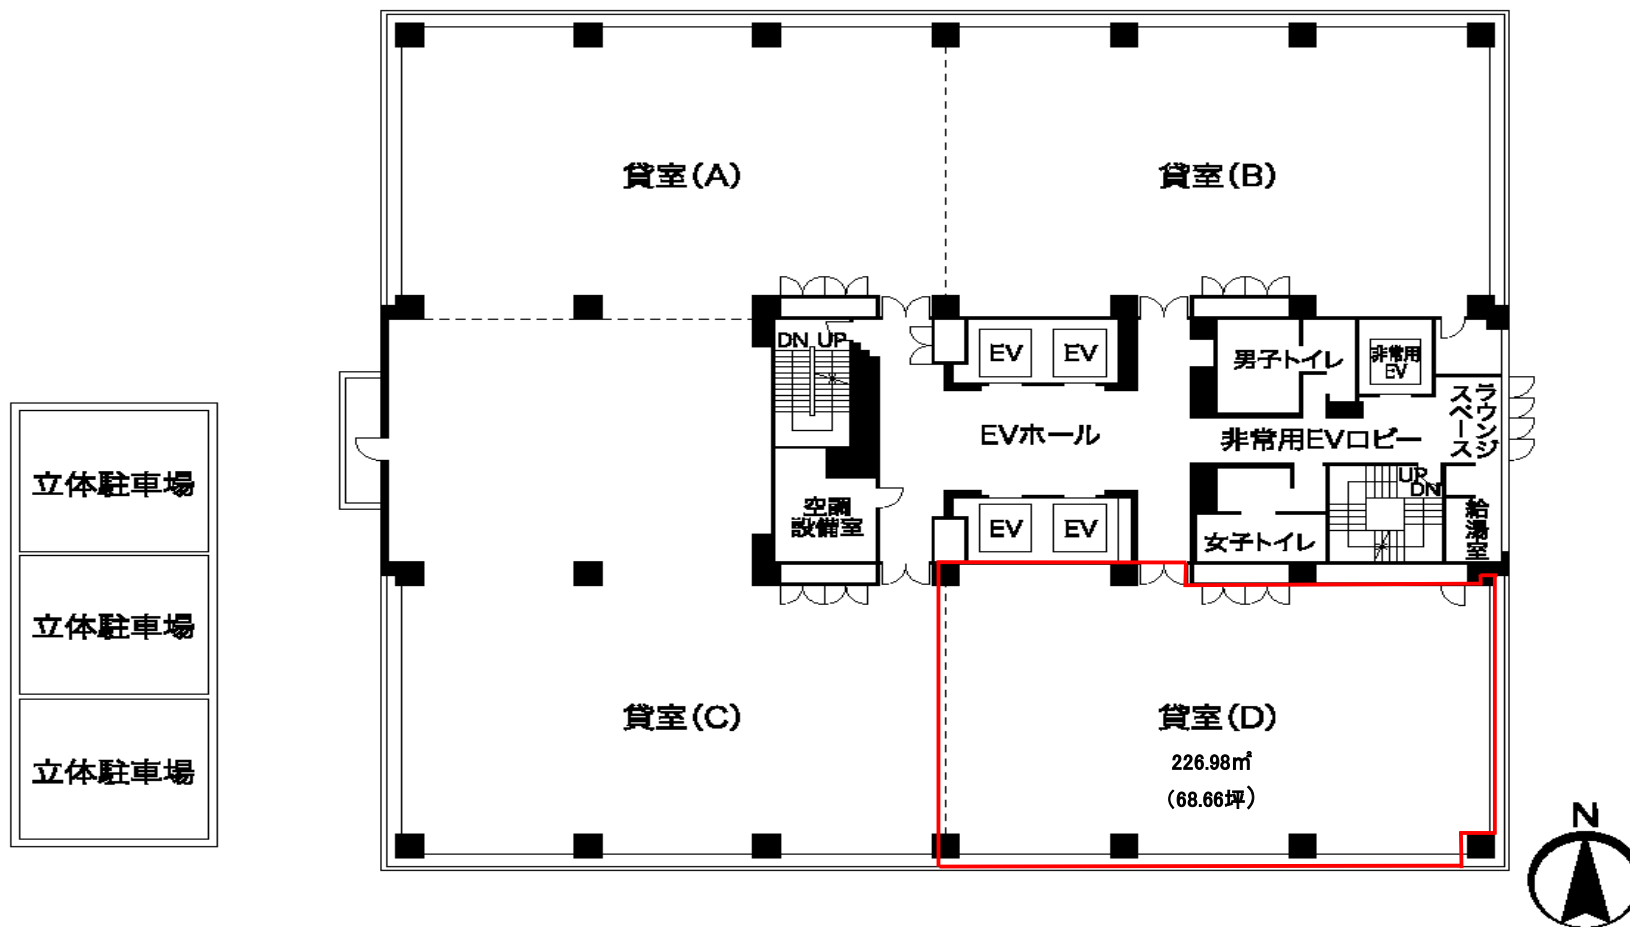 貸室(A)
貸室(B)
DN UP
EV
EV
男子トイレ
非常用
EV
ラウンジ
スペース
EVホール
非常用EVロビー
立体駐車場
UP
DN
空調
設備室
EV
EV
女子トイレ
給湯室
立体駐車場
貸室(C)
貸室(D)
226.98㎡
(68.66坪)
立体駐車場
N